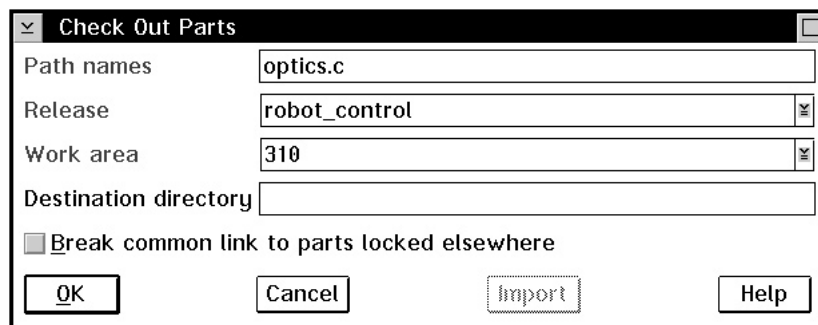 Check Out Parts
Path names optics.c
Release robot_control
Work area 310
Destination directory
Break common link to parts locked elsewhere
OK Cancel Import Help